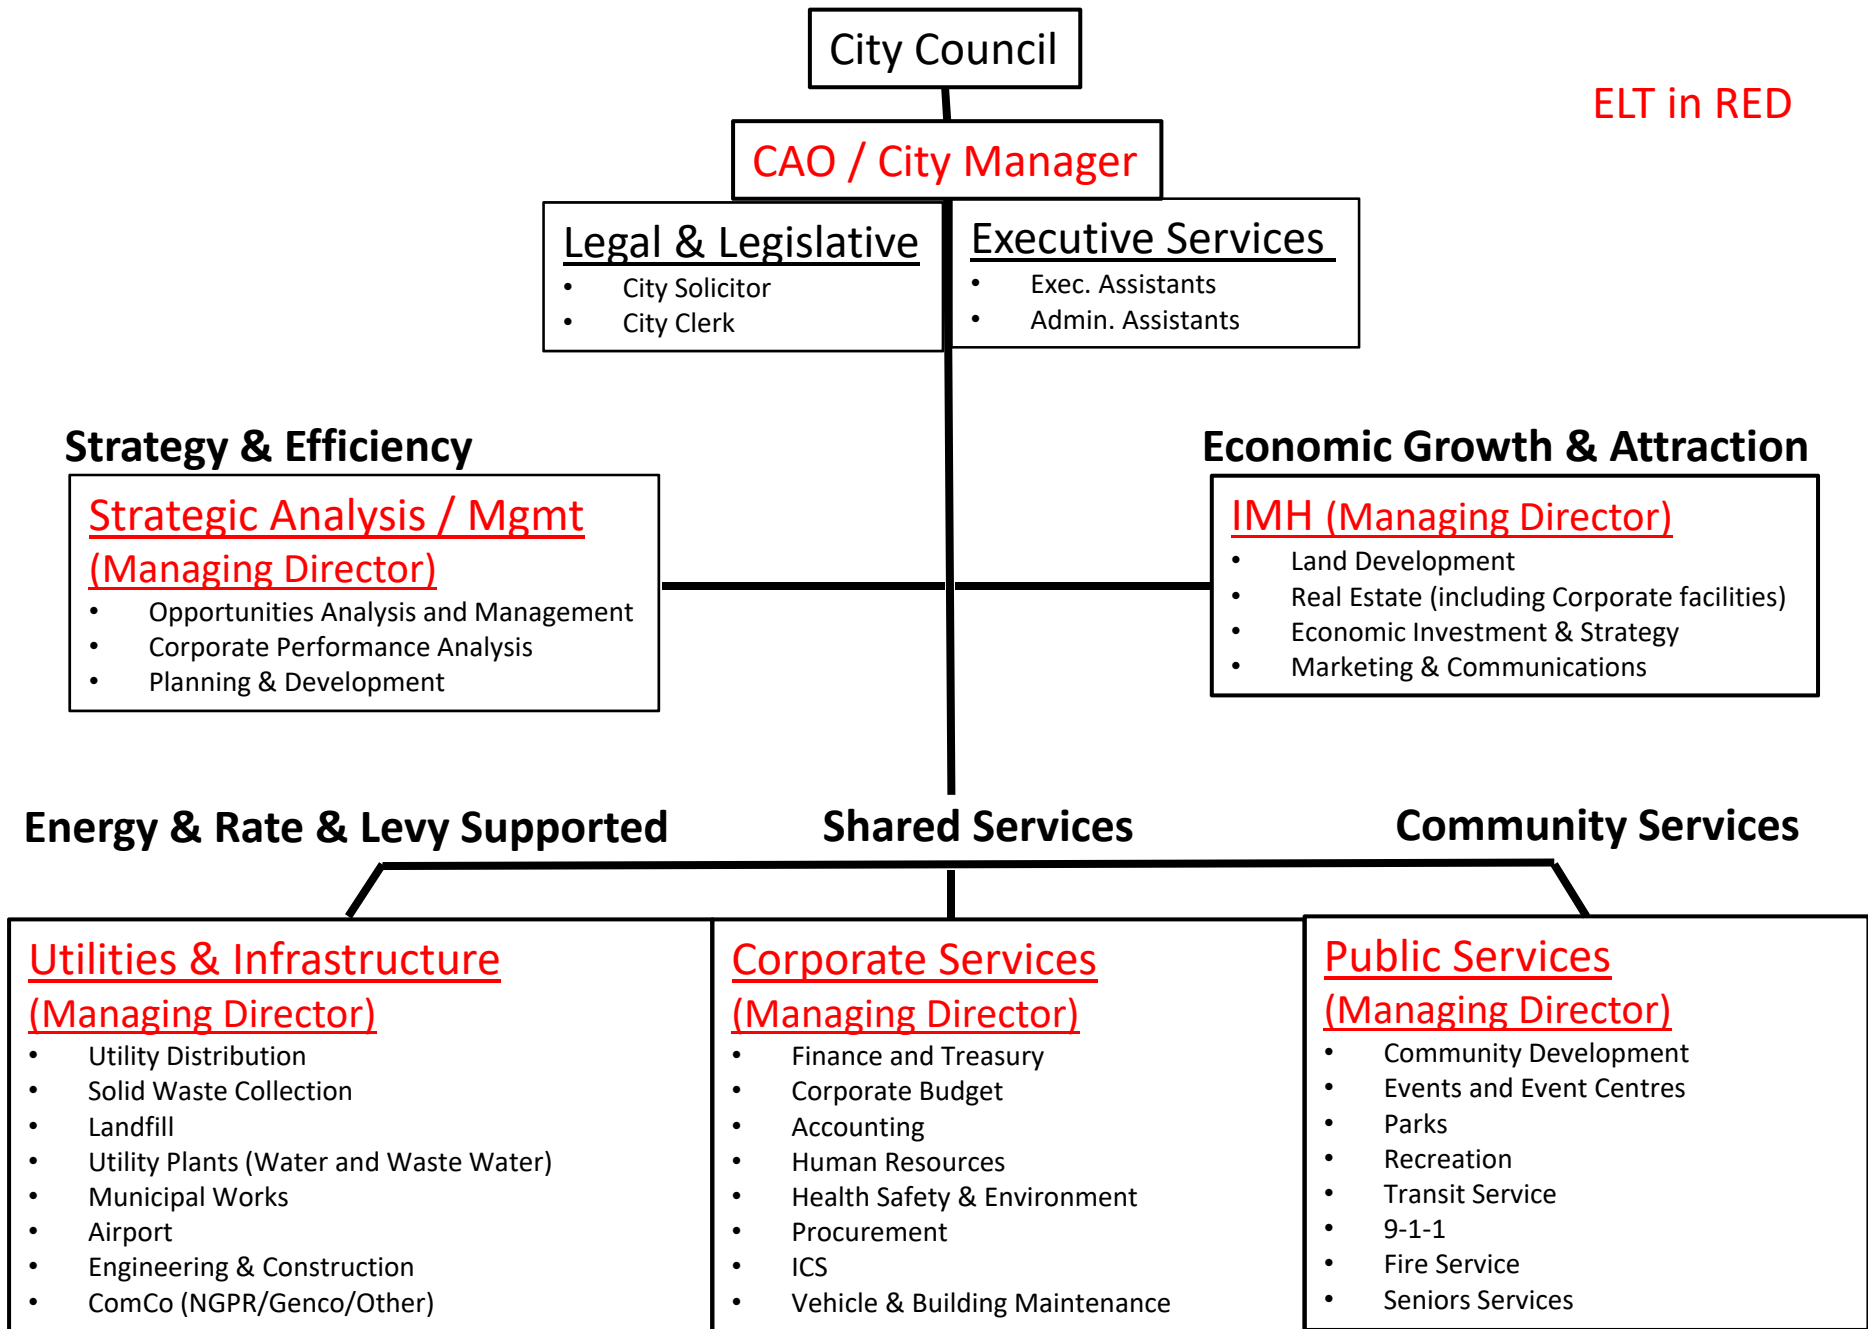 City Council
ELT in RED
CAO / City Manager
Legal & Legislative
• City Solicitor
• City Clerk
Executive Services
• Exec. Assistants
• Admin. Assistants
Strategy & Efficiency
Strategic Analysis / Mgmt
(Managing Director)
• Opportunities Analysis and Management
• Corporate Performance Analysis
• Planning & Development
Economic Growth & Attraction
IMH (Managing Director)
• Land Development
• Real Estate (including Corporate facilities)
• Economic Investment & Strategy
• Marketing & Communications
Energy & Rate & Levy Supported
Utilities & Infrastructure
(Managing Director)
• Utility Distribution
• Solid Waste Collection
• Landfill
• Utility Plants (Water and Waste Water)
• Municipal Works
• Airport
• Engineering & Construction
• ComCo (NGPR/Genco/Other)
Shared Services
Corporate Services
(Managing Director)
• Finance and Treasury
• Corporate Budget
• Accounting
• Human Resources
• Health Safety & Environment
• Procurement
• ICS
• Vehicle & Building Maintenance
Community Services
Public Services
(Managing Director)
• Community Development
• Events and Event Centres
• Parks
• Recreation
• Transit Service
• 9-1-1
• Fire Service
• Seniors Services